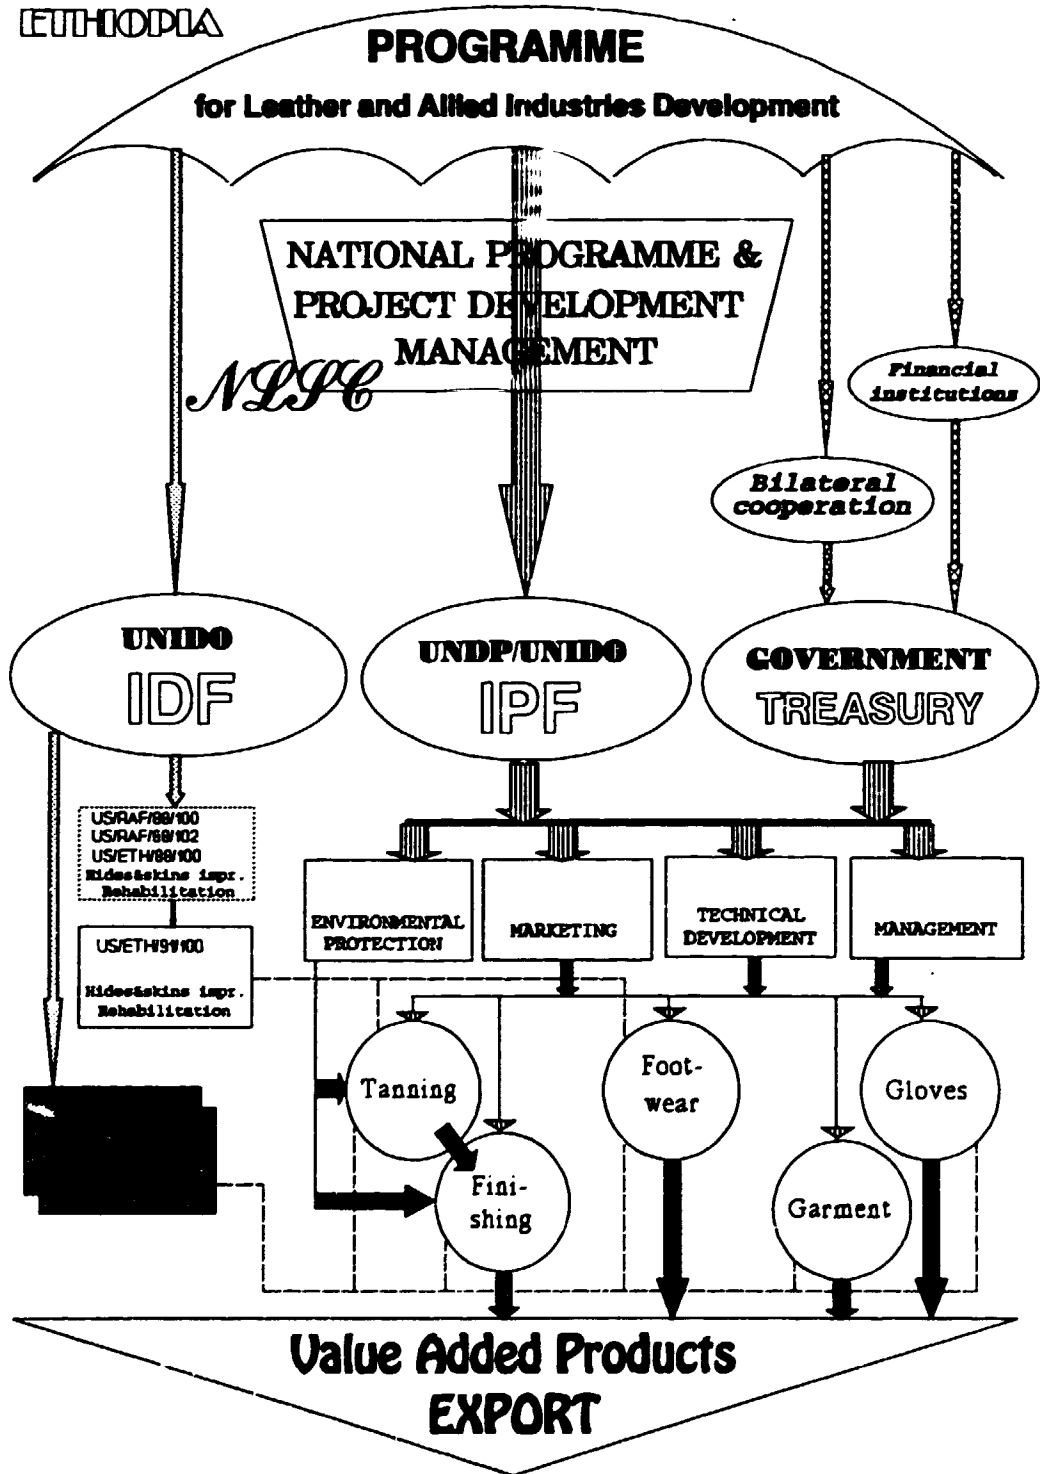 ETHIOPIA
PROGRAMME
for Leather and Allied Industries Development
NATIONAL PROGRAMME &
PROJECT DEVELOPMENT
MANAGEMENT
NLSC
Financial
institutions
Bilateral
cooperation
UNIDO
IDF
UNDP/UNIDO
IPF
GOVERNMENT
TREASURY
US/RAF/88/100
US/RAF/88/102
US/ETH/88/100
Hides&skins impr.
Rehabilitation
US/ETH/91/100
Hides&skins impr.
Rehabilitation
ENVIRONMENTAL
PROTECTION
MARKETING
TECHNICAL
DEVELOPMENT
MANAGEMENT
Tanning
Fini-
shing
Foot-
wear
Garment
Gloves
Value Added Products
EXPORT